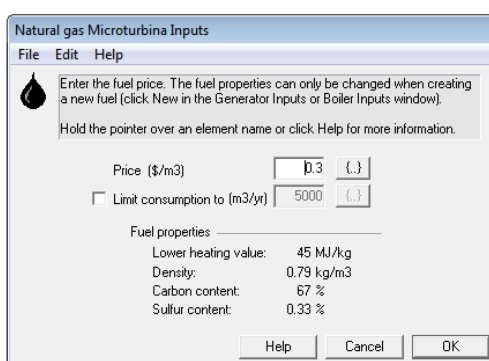 Natural gas Microturbina Inputs
File Edit Help
Enter the fuel price. The fuel properties can only be changed when creating
a new fuel (click New in the Generator Inputs or Boiler Inputs window).
Hold the pointer over an element name or click Help for more information.
Price ($/m3) 0.3 {..}
Limit consumption to (m3/yr) 5000 {..}
Fuel properties
Lower heating value: 45 MJ/kg
Density: 0.79 kg/m3
Carbon content: 67 %
Sulfur content: 0.33 %
Help Cancel OK